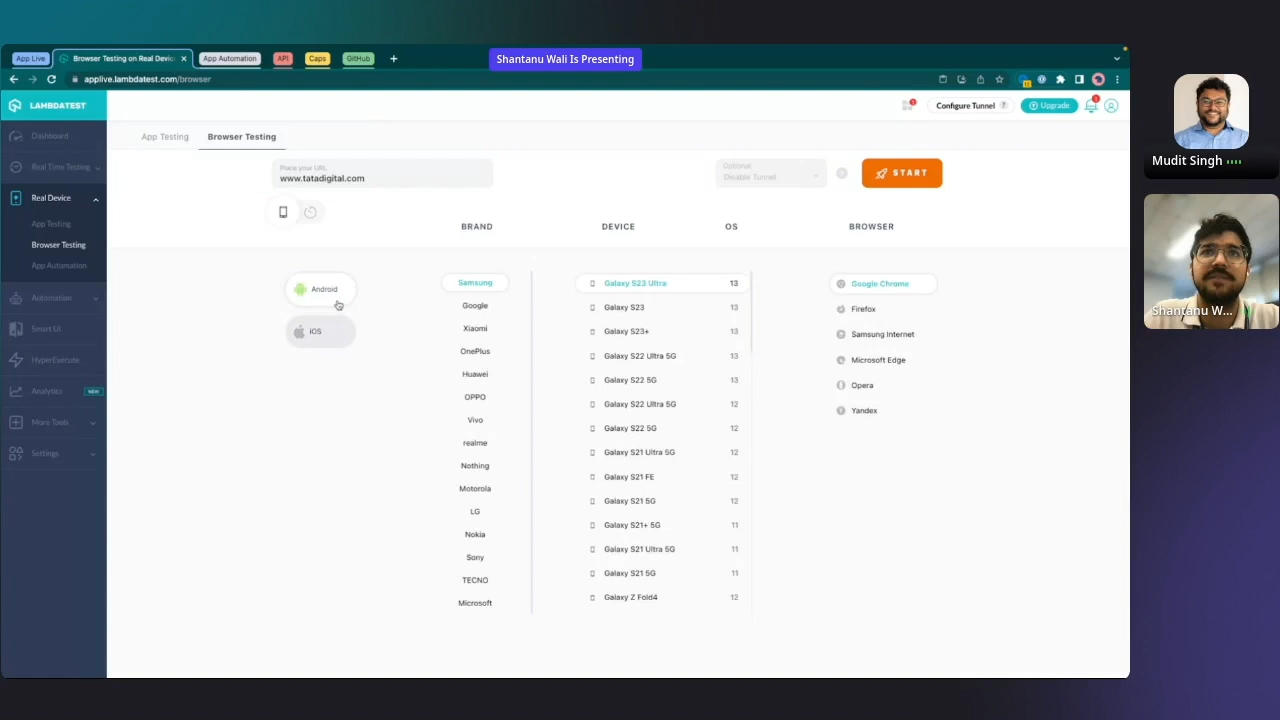 App Live
Browser Testing on Real Devic
App Automation
API
Caps
GitHub
Shantanu Wali Is Presenting
applive.lambdatest.com/browser
LAMBDATEST
Configure Tunnel ?
Upgrade
Dashboard
Real Time Testing
Real Device
App Testing
Browser Testing
App Automation
Automation
Smart UI
HyperExecute
Analytics NEW
More Tools
Settings
App Testing Browser Testing
Place your URL
www.tatadigital.com
Optional
Disable Tunnel
START
BRAND DEVICE OS BROWSER
Android
iOS
Samsung
Google
Xiaomi
OnePlus
Huawei
OPPO
Vivo
realme
Nothing
Motorola
LG
Nokia
Sony
TECNO
Microsoft
Galaxy S23 Ultra 13
Galaxy S23 13
Galaxy S23+ 13
Galaxy S22 Ultra 5G 13
Galaxy S22 5G 13
Galaxy S22 Ultra 5G 12
Galaxy S22 5G 12
Galaxy S21 Ultra 5G 12
Galaxy S21 FE 12
Galaxy S21 5G 12
Galaxy S21+ 5G 11
Galaxy S21 Ultra 5G 11
Galaxy S21 5G 11
Galaxy Z Fold4 12
Google Chrome
Firefox
Samsung Internet
Microsoft Edge
Opera
Yandex
Mudit Singh
Shantanu W...